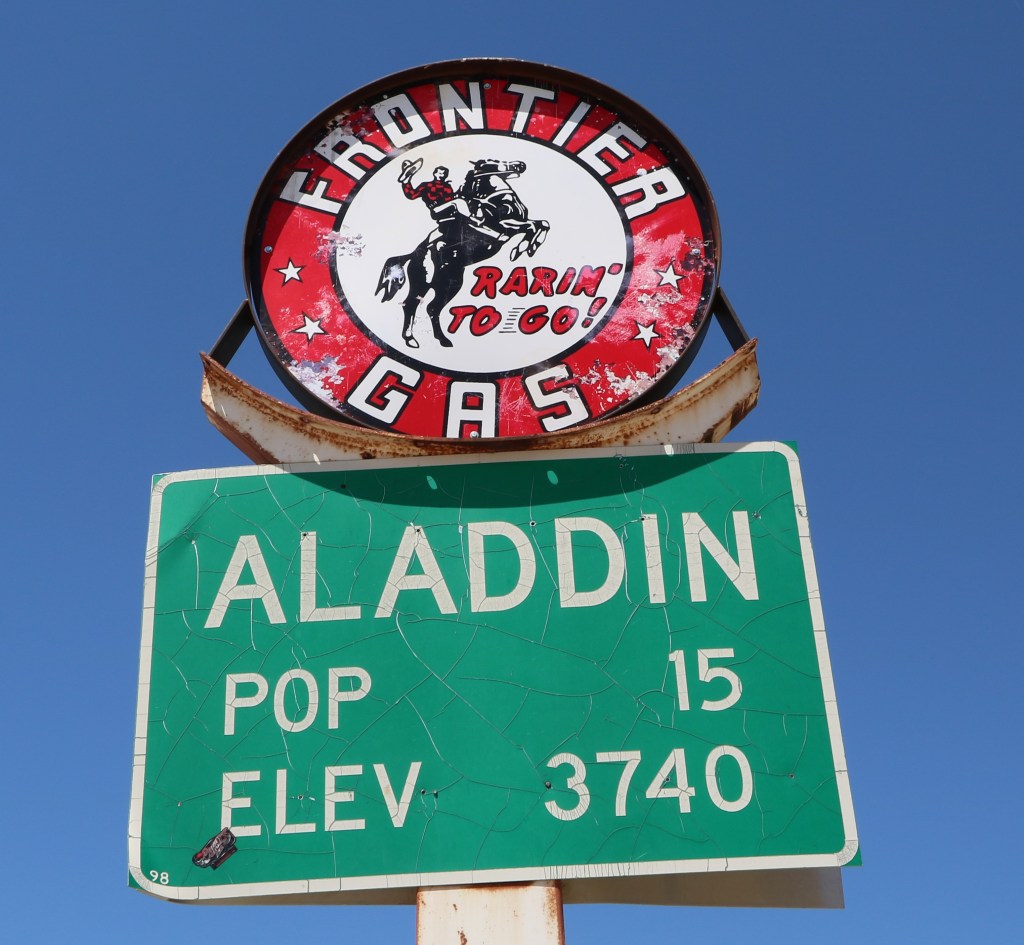 FRONTIER
RARIN'
TO GO!
GAS
ALADDIN
POP 15
ELEV 3740
98